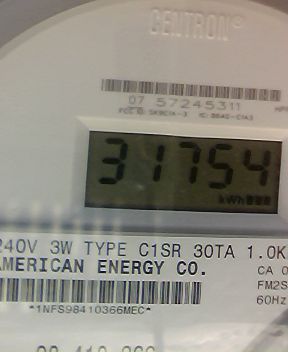 CENTRON®
07 57245311
31754
kWh
240V 3W TYPE C1SR 30TA 1.0K
AMERICAN ENERGY CO.
CA 0
FM2S
60Hz
*1NFS98410366MEC*